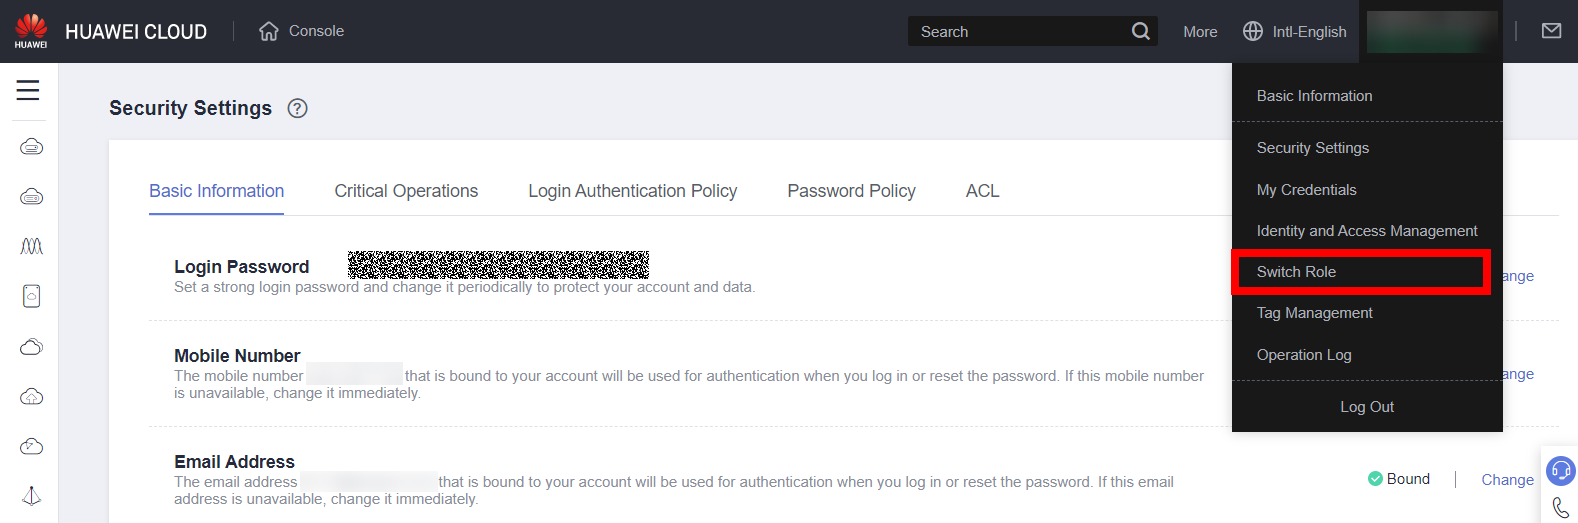 HUAWEI
HUAWEI CLOUD
Console
Search
More
Intl-English
Basic Information
Security Settings
My Credentials
Identity and Access Management
Switch Role
Tag Management
Operation Log
Log Out
Security Settings ?
Basic Information
Critical Operations
Login Authentication Policy
Password Policy
ACL
Login Password
Set a strong login password and change it periodically to protect your account and data.
ange
Mobile Number
The mobile number that is bound to your account will be used for authentication when you log in or reset the password. If this mobile number
is unavailable, change it immediately.
ange
Email Address
The email address that is bound to your account will be used for authentication when you log in or reset the password. If this email
address is unavailable, change it immediately.
Bound
Change